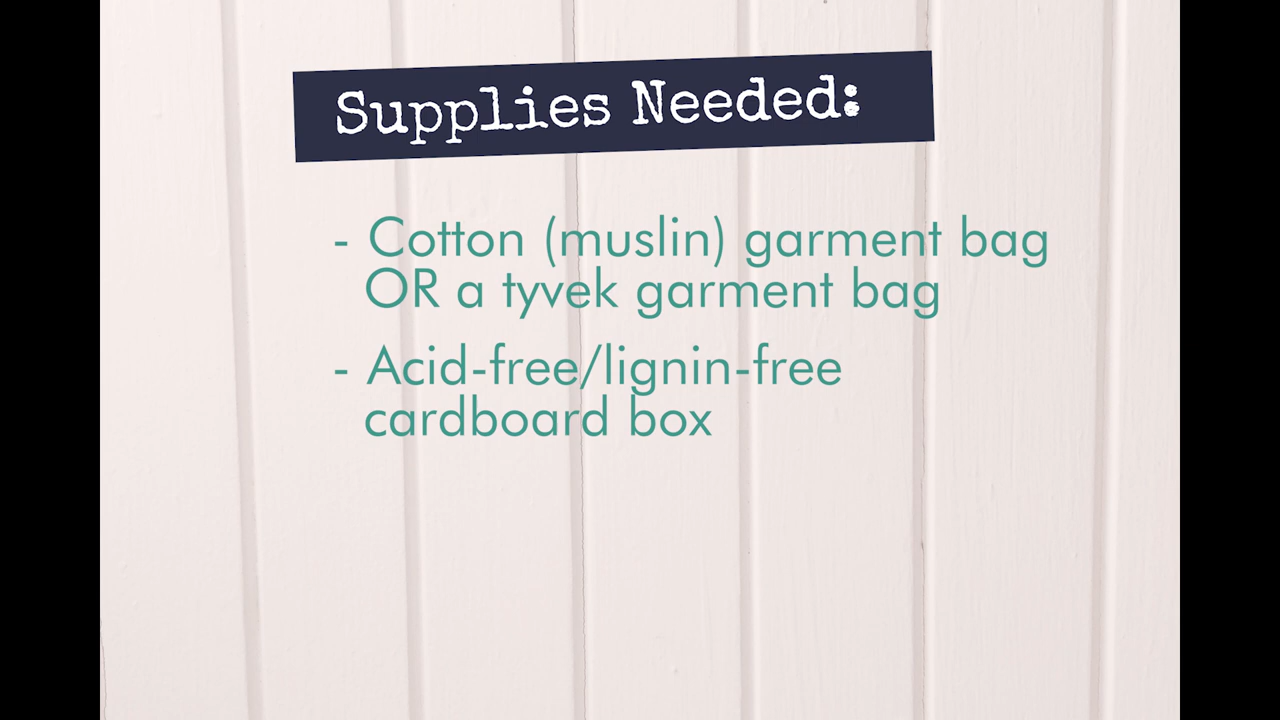 Supplies Needed:
- Cotton (muslin) garment bag
OR a tyvek garment bag
- Acid-free/lignin-free
cardboard box